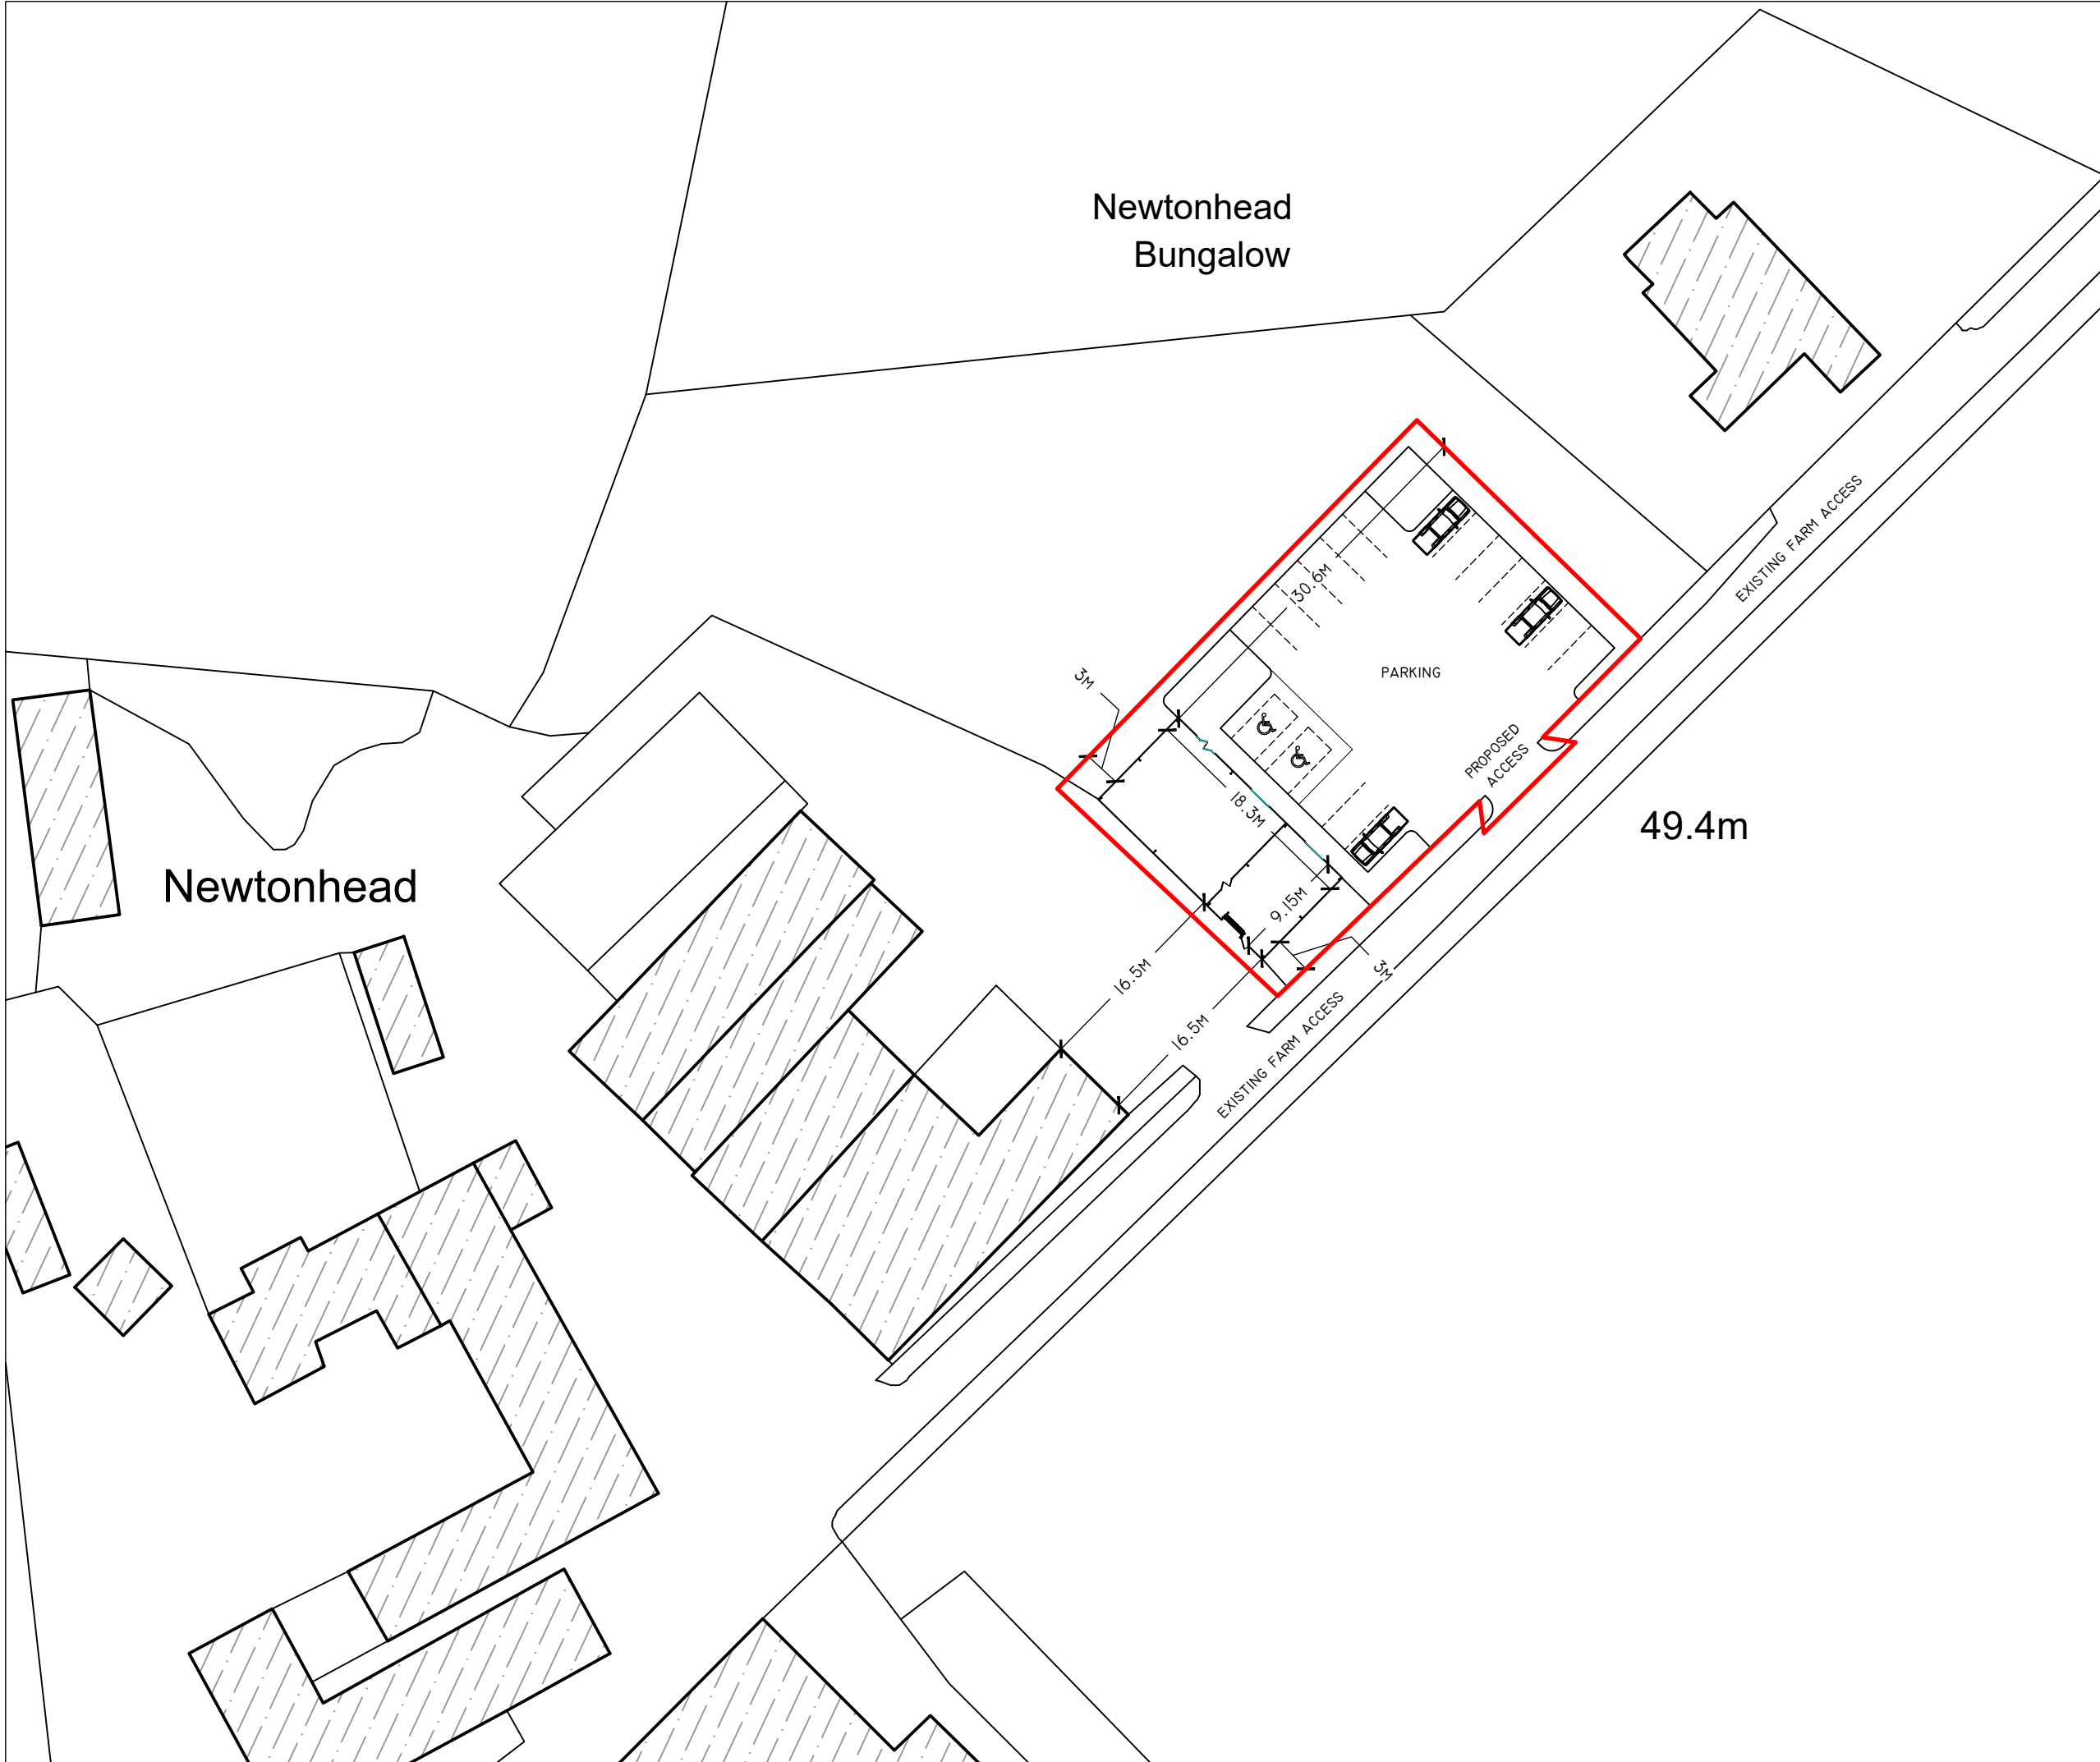 Newtonhead
Bungalow
EXISTING FARM ACCESS
30.6M
3M
PARKING
PROPOSED
ACCESS
18.3M
49.4m
Newtonhead
9.15M
16.5M
3M
16.5M
EXISTING FARM ACCESS